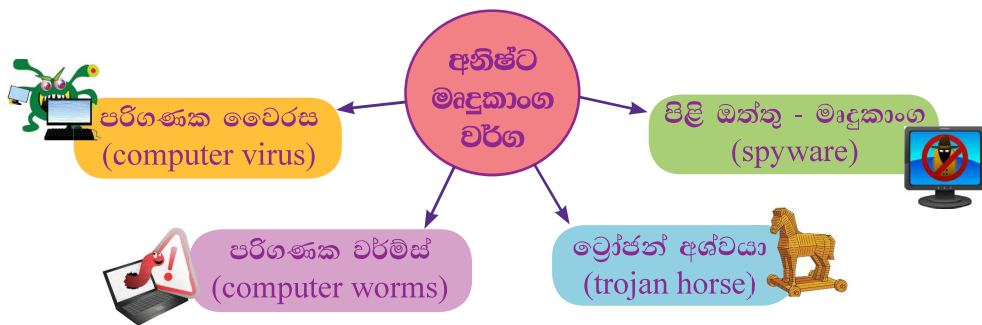 අනිෂ්ට
මෘදුකාංග
වර්ග
පරිගණක වෛරස
(computer virus)
පිළි ඔත්තු - මෘදුකාංග
(spyware)
පරිගණක වර්ම්ස්
(computer worms)
ට්‍රෝජන් අශ්වයා
(trojan horse)